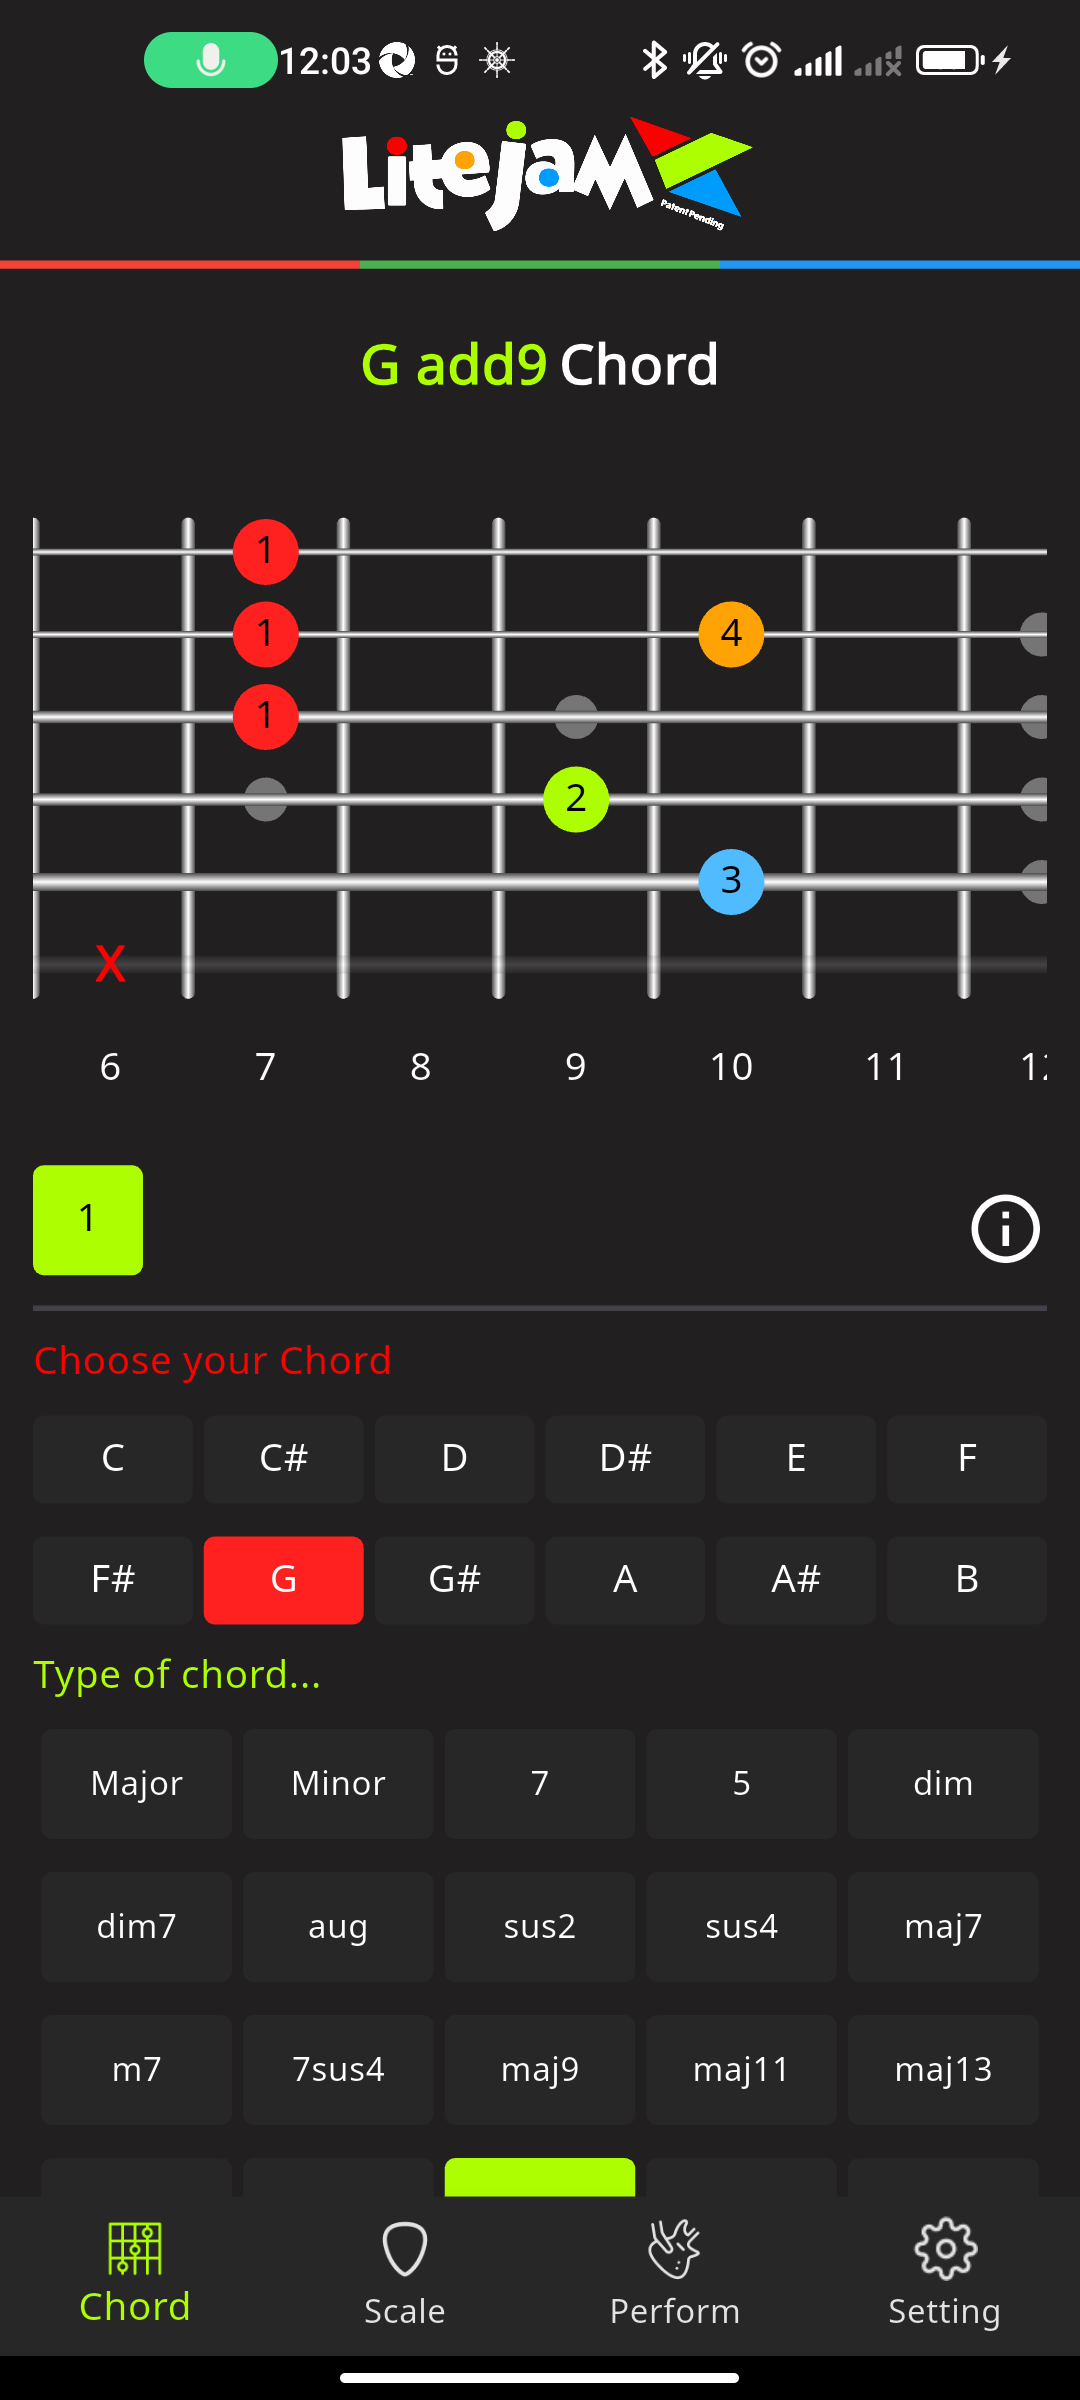 12:03
Litejam
Patent Pending
G add9 Chord
1
1 4
1
2
3
X
6 7 8 9 10 11 12
1
Choose your Chord
C C# D D# E F
F# G G# A A# B
Type of chord...
Major Minor 7 5 dim
dim7 aug sus2 sus4 maj7
m7 7sus4 maj9 maj11 maj13
Chord Scale Perform Setting